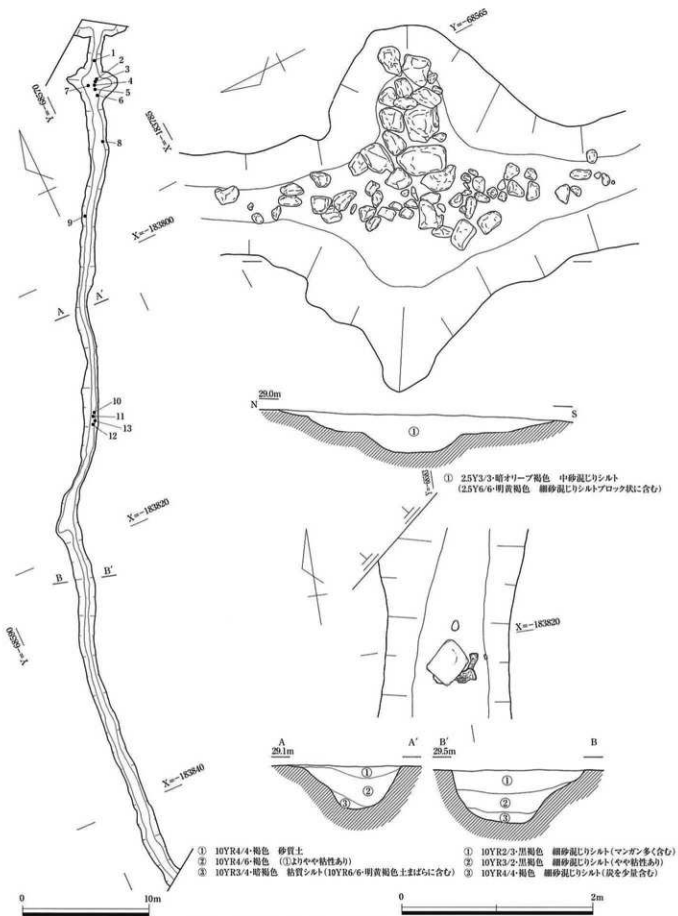 Y=-68565
1
2
3
4
5
6
7
Y=-68570
X=-183785
8
9
X=-183800
A
A′
10
11
13
12
X=-183820
B
B′
Y=-68590
X=-183840
29.0m
N
S
①
① 2.5Y3/3・暗オリーブ褐色 中砂混じりシルト
(2.5Y6/6・明黄褐色 細砂混じりシルトブロック状に含む)
X=-183820
A
A′
29.1m
①
②
③
B′
B
29.5m
①
②
③
① 10YR4/4・褐色 砂質土
② 10YR4/6・褐色 (①よりやや粘性あり)
③ 10YR3/4・暗褐色 粘質シルト(10YR6/6・明黄褐色土まばらに含む)
① 10YR2/3・黒褐色 細砂混じりシルト(マンガン多く含む)
② 10YR3/2・黒褐色 細砂混じりシルト(やや粘性あり)
③ 10YR4/4・褐色 細砂混じりシルト(炭を少量含む)
0
10m
0
2m